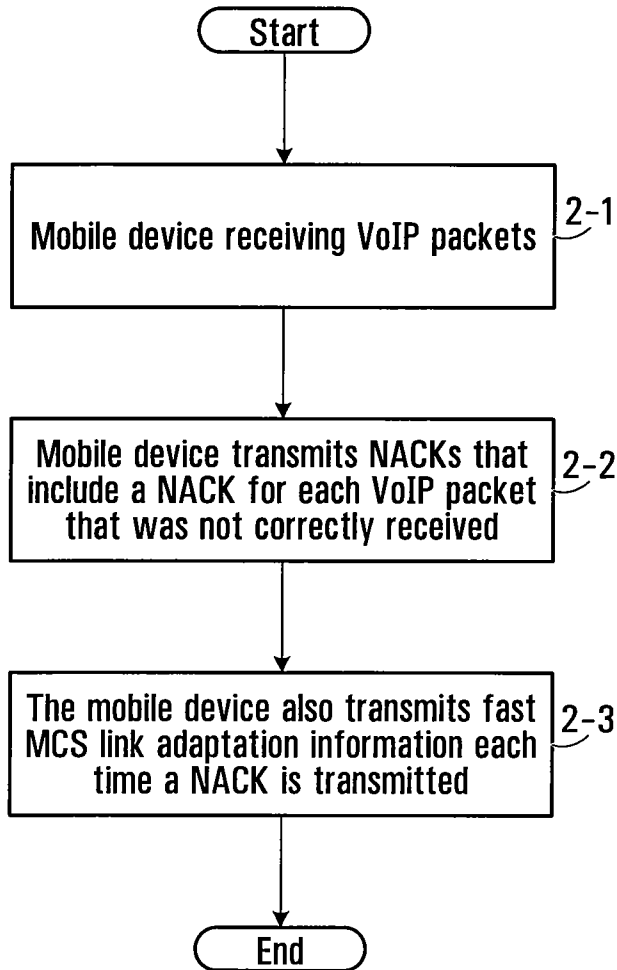 Start
Mobile device receiving VoIP packets
2-1
Mobile device transmits NACKs that
include a NACK for each VoIP packet
that was not correctly received
2-2
The mobile device also transmits fast
MCS link adaptation information each
time a NACK is transmitted
2-3
End